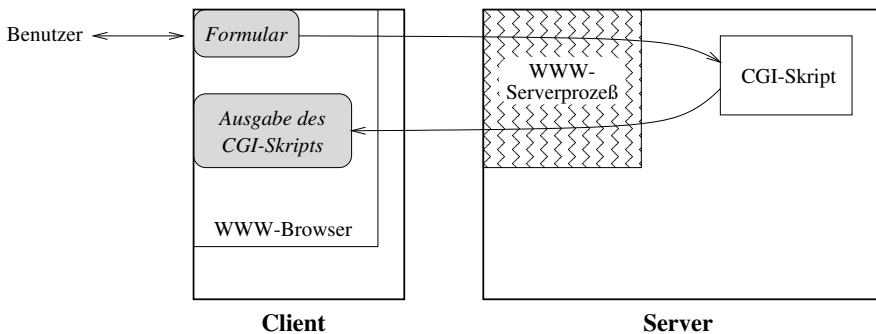 Benutzer
Formular
WWW-
Serverprozeß
CGI-Skript
Ausgabe des
CGI-Skripts
WWW-Browser
Client
Server